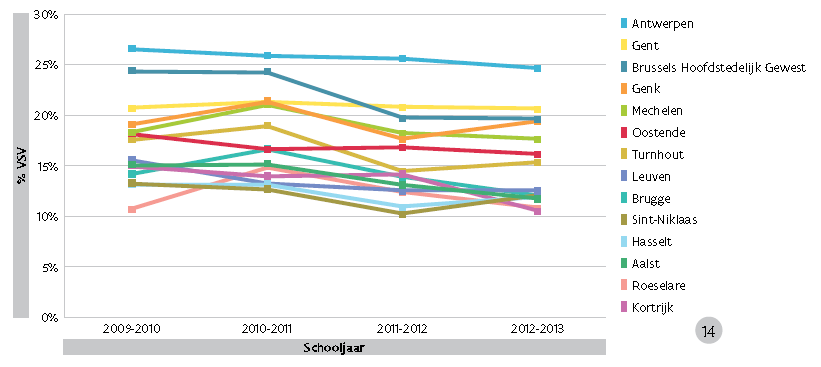 30%
25%
20%
15%
10%
5%
0%
% VSA
2009-2010
2010-2011
2011-2012
2012-2013
Schooljaar
Antwerpen
Gent
Brussels Hoofdstedelijk Gewest
Genk
Mechelen
Oostende
Turnhout
Leuven
Brugge
Sint-Niklaas
Hasselt
Aalst
Roeselare
Kortrijk
14